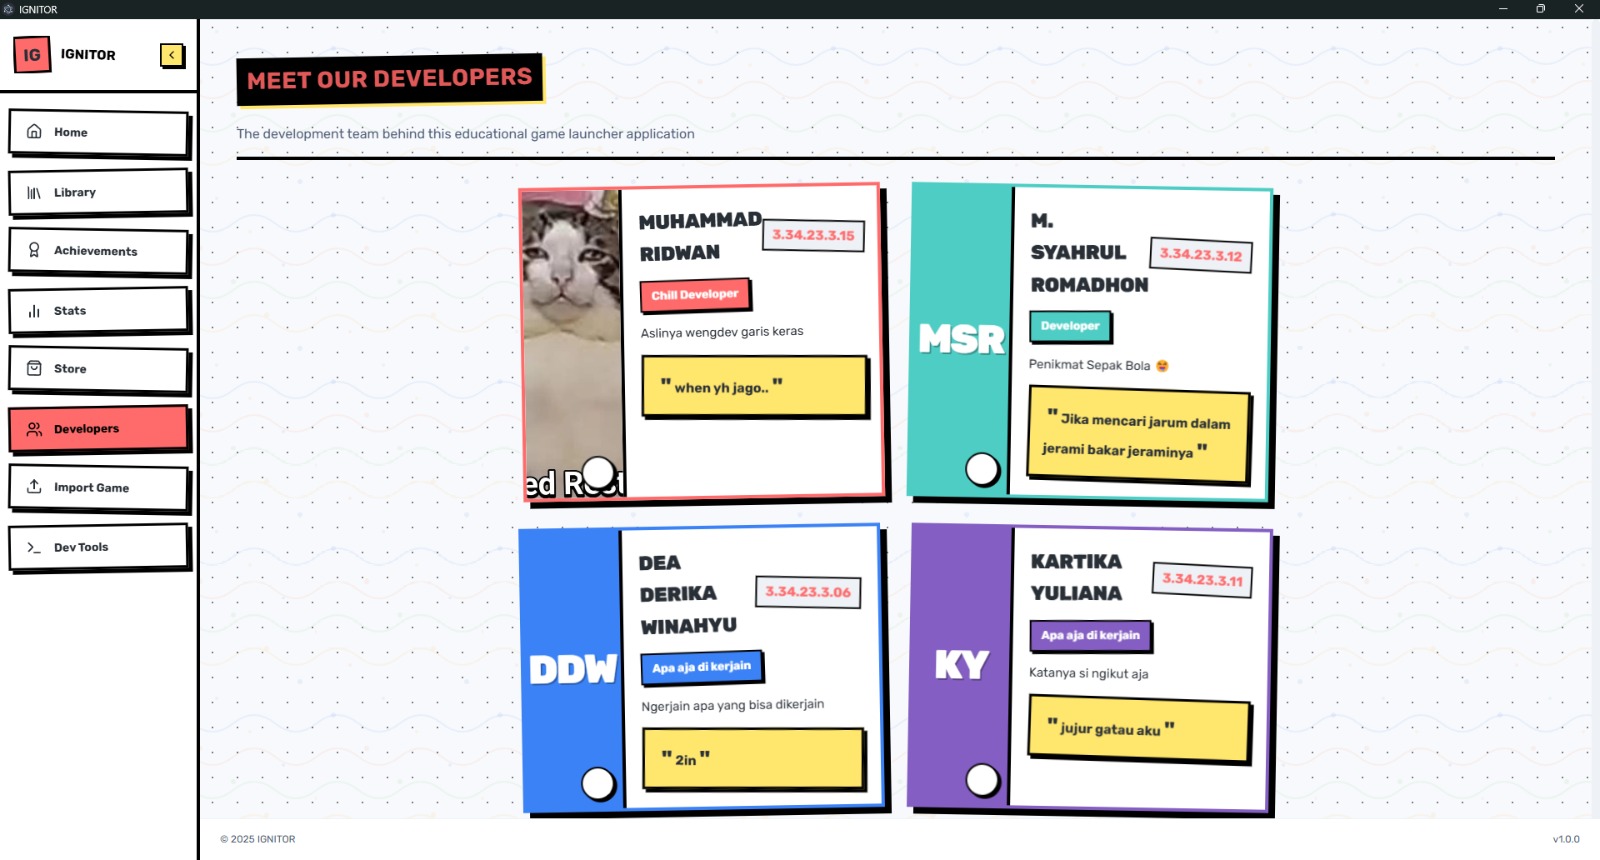 IGNITOR
IG
IGNITOR
Home
Library
Achievements
Stats
Store
Developers
Import Game
Dev Tools
MEET OUR DEVELOPERS
The development team behind this educational game launcher application
MUHAMMAD
RIDWAN
3.34.23.3.15
Chill Developer
Aslinya wengdev garis keras
" when yh jago.. "
MSR
M.
SYAHRUL
ROMADHON
3.34.23.3.12
Developer
Penikmat Sepak Bola 😆
" Jika mencari jarum dalam
jerami bakar jeraminya "
DDW
DEA
DERIKA
WINAHYU
3.34.23.3.06
Apa aja di kerjain
Ngerjain apa yang bisa dikerjain
" 2in "
KY
KARTIKA
YULIANA
3.34.23.3.11
Apa aja di kerjain
Katanya si ngikut aja
" jujur gatau aku "
© 2025 IGNITOR
v1.0.0